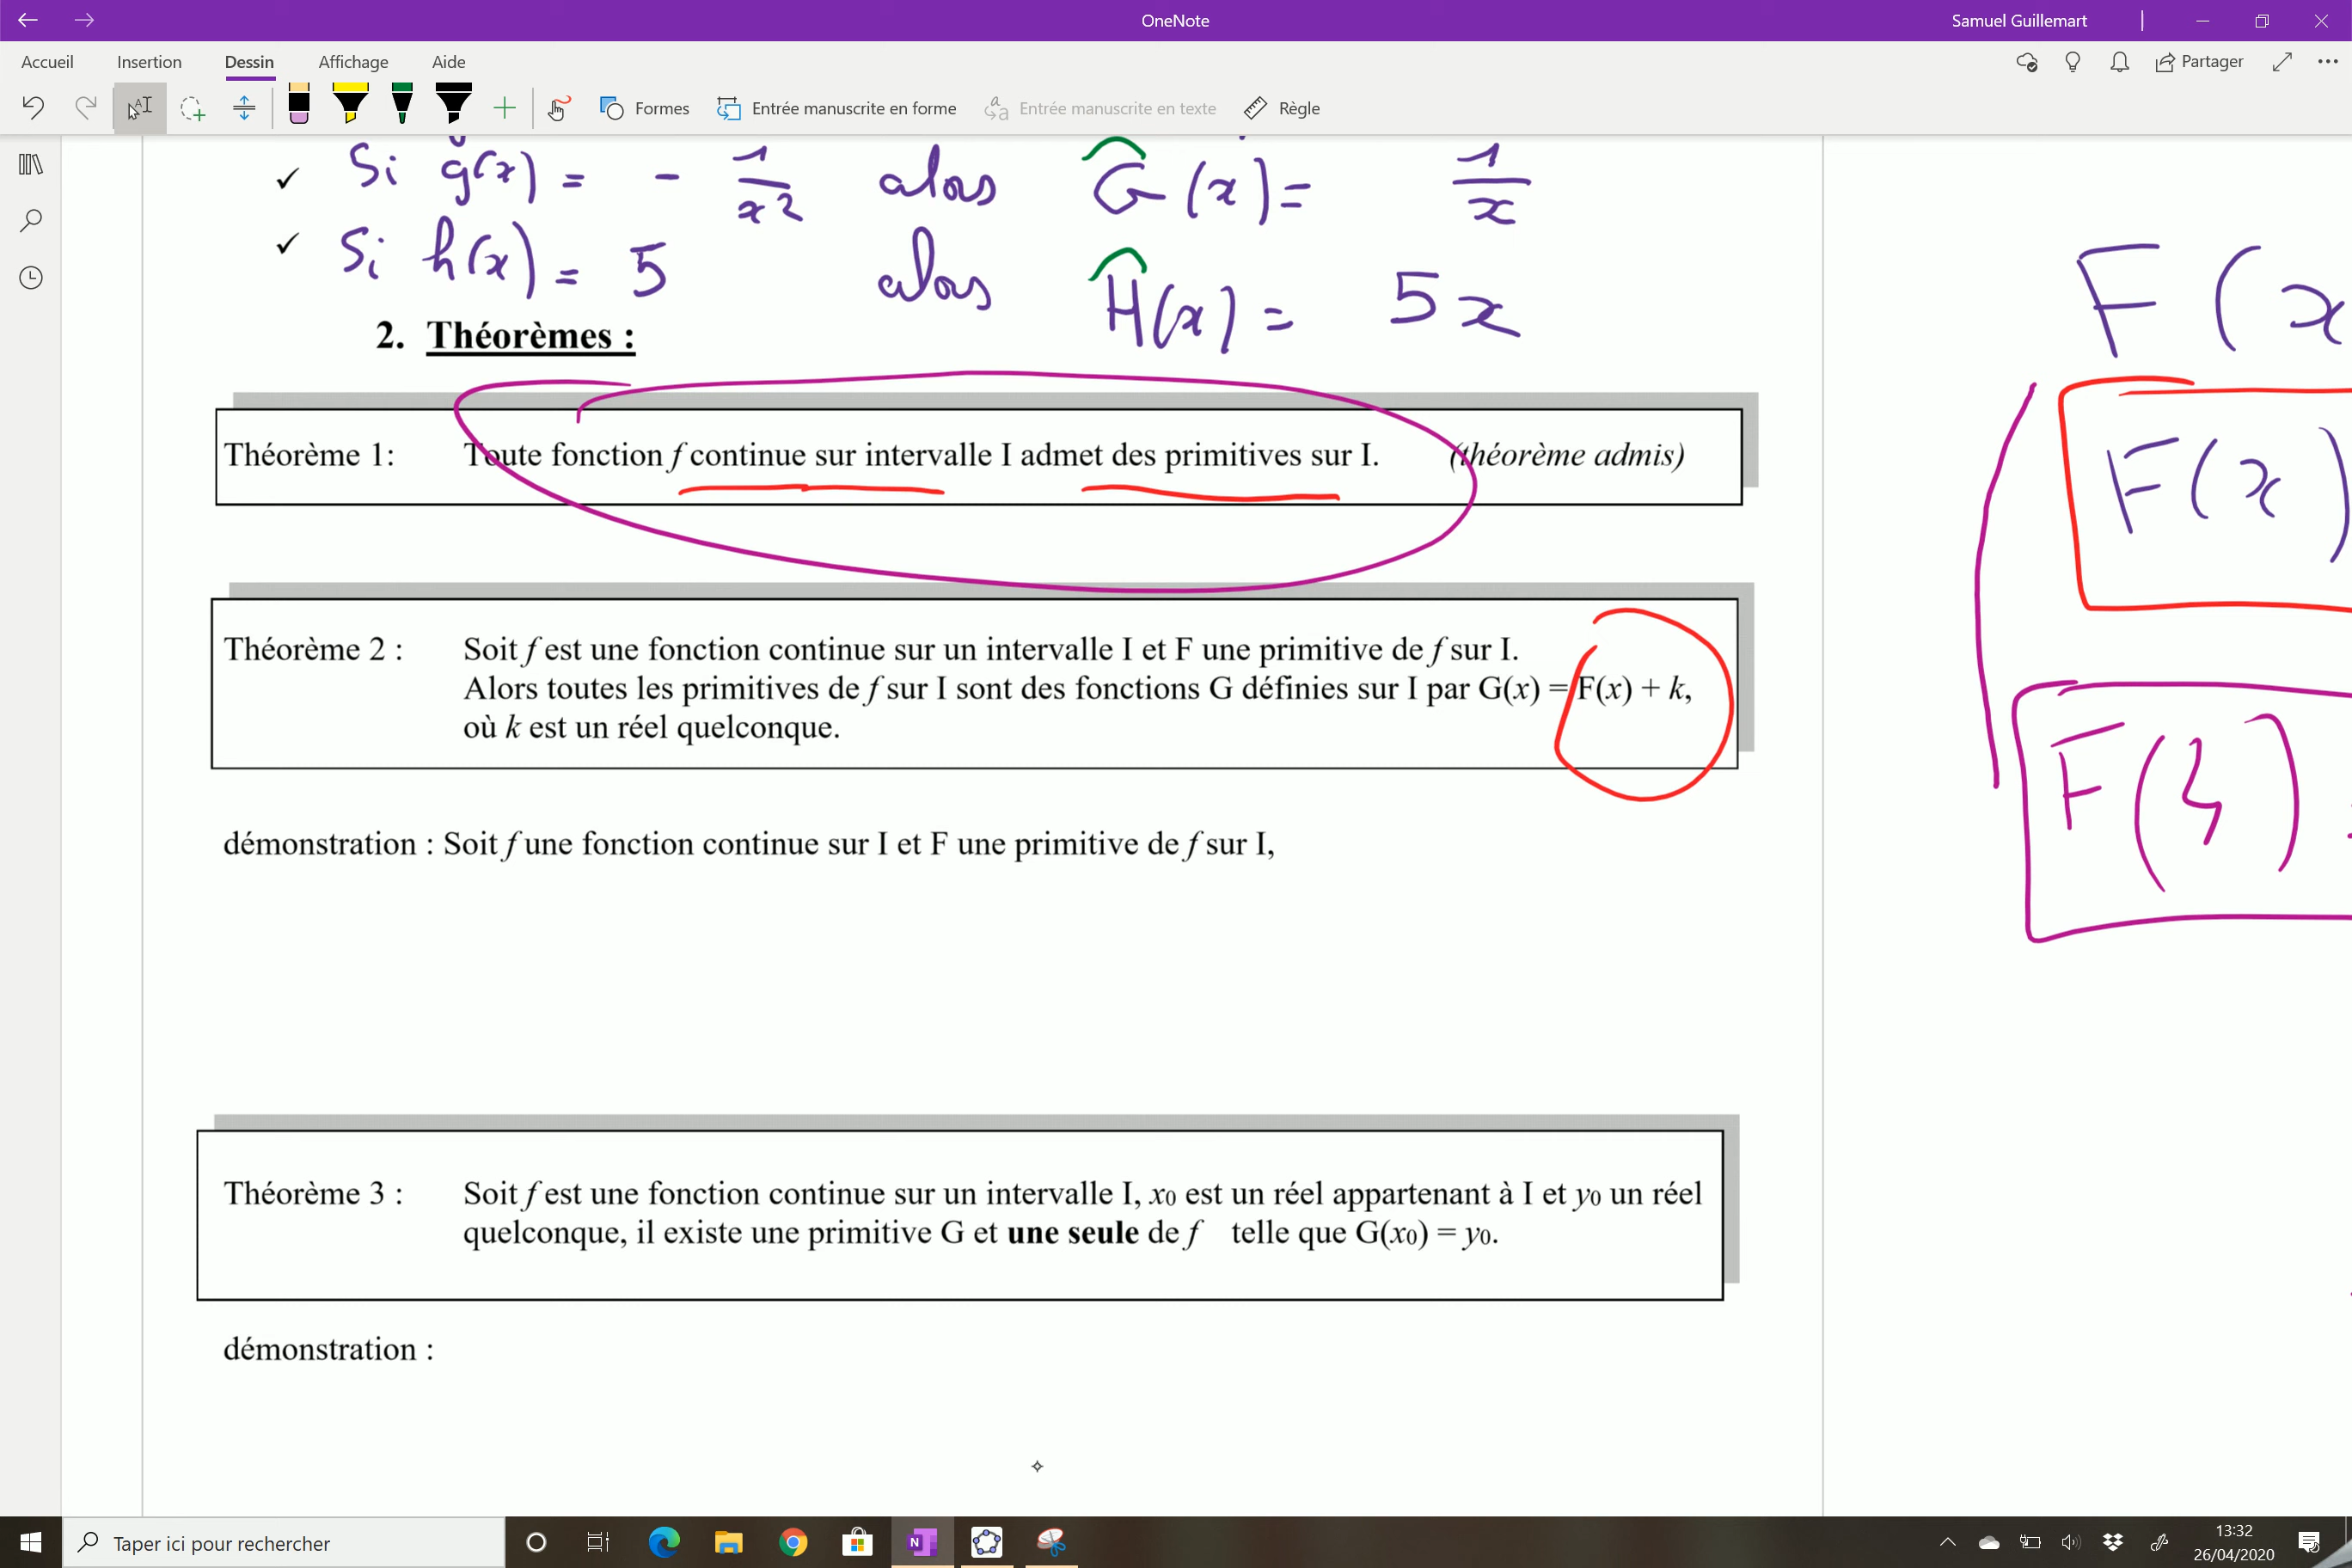 OneNote
Samuel Guillemart
Accueil Insertion Dessin Affichage Aide
Partager
Formes Entrée manuscrite en forme Entrée manuscrite en texte Règle
Si g(x) = - 1/x² alors G(x) = 1/x
Si h(x) = 5 alors H(x) = 5x
2. Théorèmes :
Théorème 1: Toute fonction f continue sur intervalle I admet des primitives sur I. (théorème admis)
Théorème 2 : Soit f est une fonction continue sur un intervalle I et F une primitive de f sur I.
Alors toutes les primitives de f sur I sont des fonctions G définies sur I par G(x) = F(x) + k,
où k est un réel quelconque.
démonstration : Soit f une fonction continue sur I et F une primitive de f sur I,
Théorème 3 : Soit f est une fonction continue sur un intervalle I, x0 est un réel appartenant à I et y0 un réel
quelconque, il existe une primitive G et une seule de f telle que G(x0) = y0.
démonstration :
F(x
F(x)
F(
)
Taper ici pour rechercher
13:32
26/04/2020